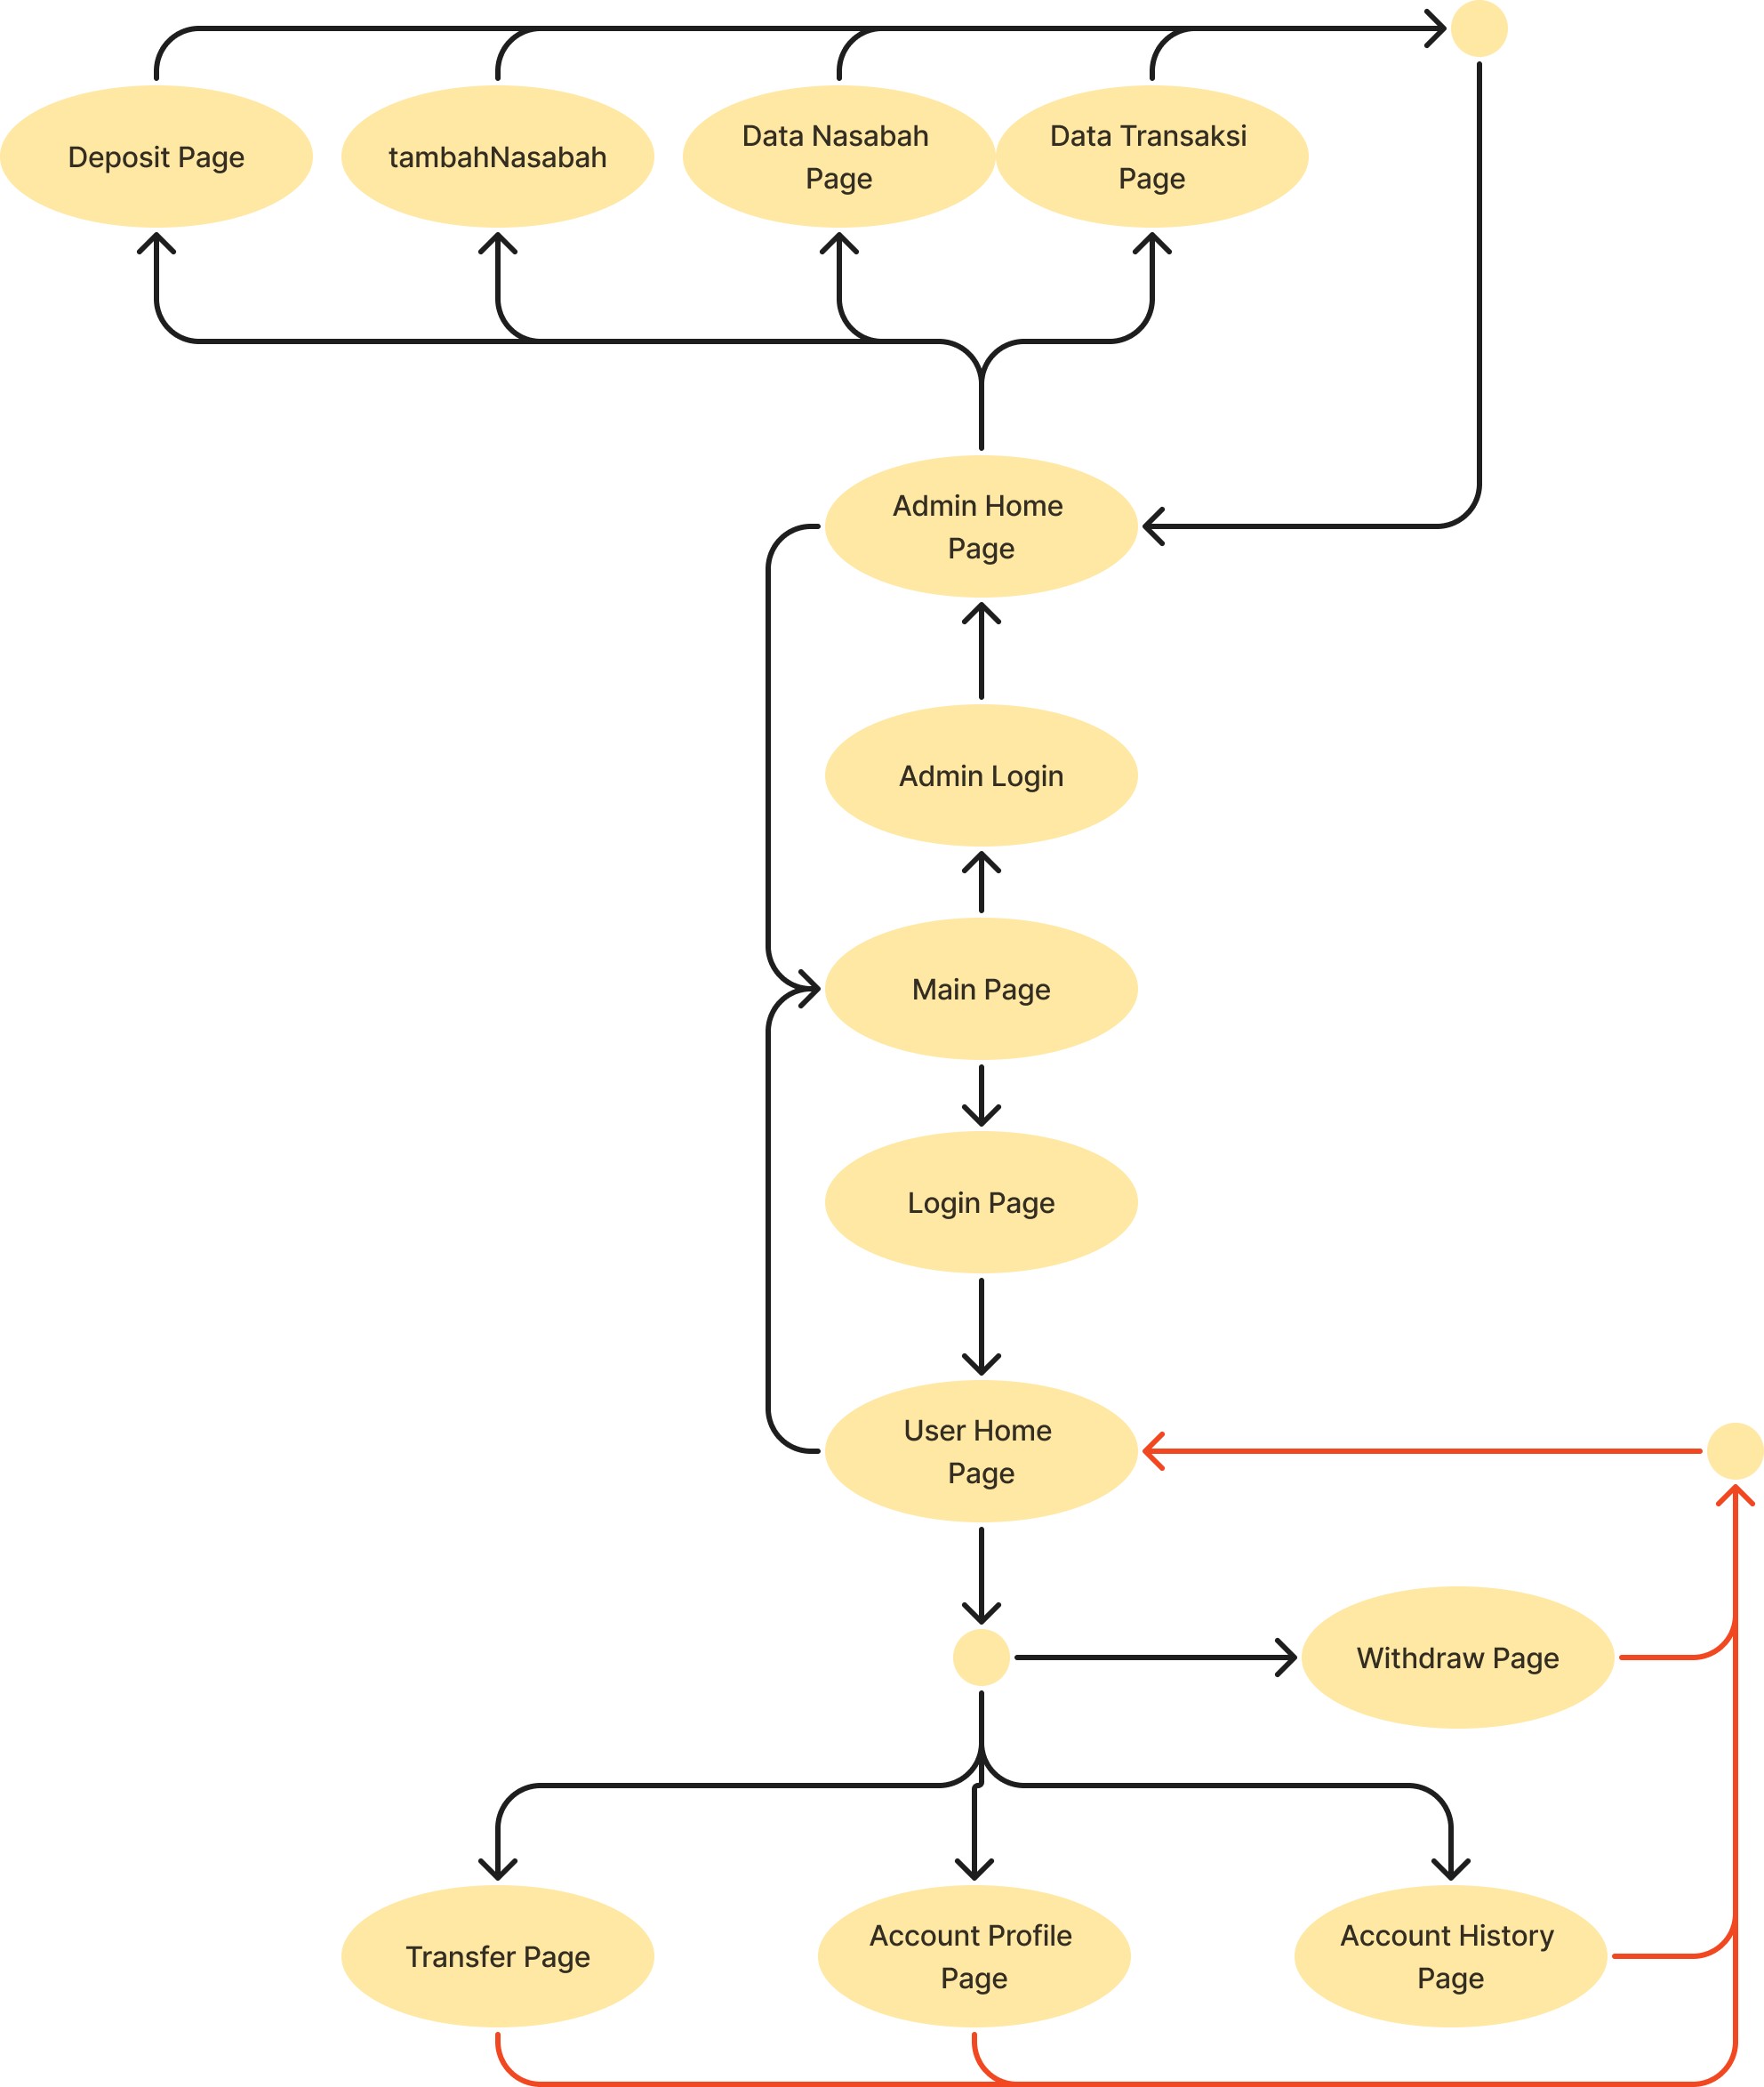 Deposit Page
tambahNasabah
Data Nasabah
Page
Data Transaksi
Page
Admin Home
Page
Admin Login
Main Page
Login Page
User Home
Page
Withdraw Page
Transfer Page
Account Profile
Page
Account History
Page